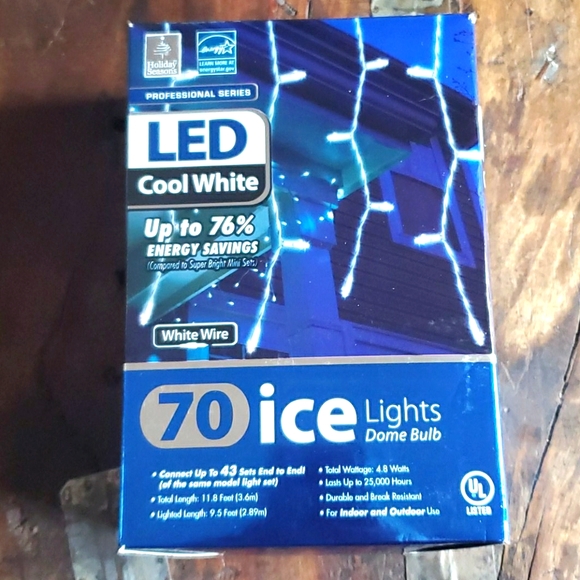 Holiday
Seasons
LEARN MORE AT
energystar.gov
PROFESSIONAL SERIES
LED
Cool White
Up to 76%
ENERGY SAVINGS
(Compared to Super Bright Mini Sets)
White Wire
70 ice Lights
Dome Bulb
• Connect Up To 43 Sets End to End!
(of the same model light set)
• Total Length: 11.8 Feet (3.6m)
• Lighted Length: 9.5 Feet (2.89m)
• Total Wattage: 4.8 Watts
• Lasts Up to 25,000 Hours
• Durable and Break Resistant
• For Indoor and Outdoor Use
UL
LISTED